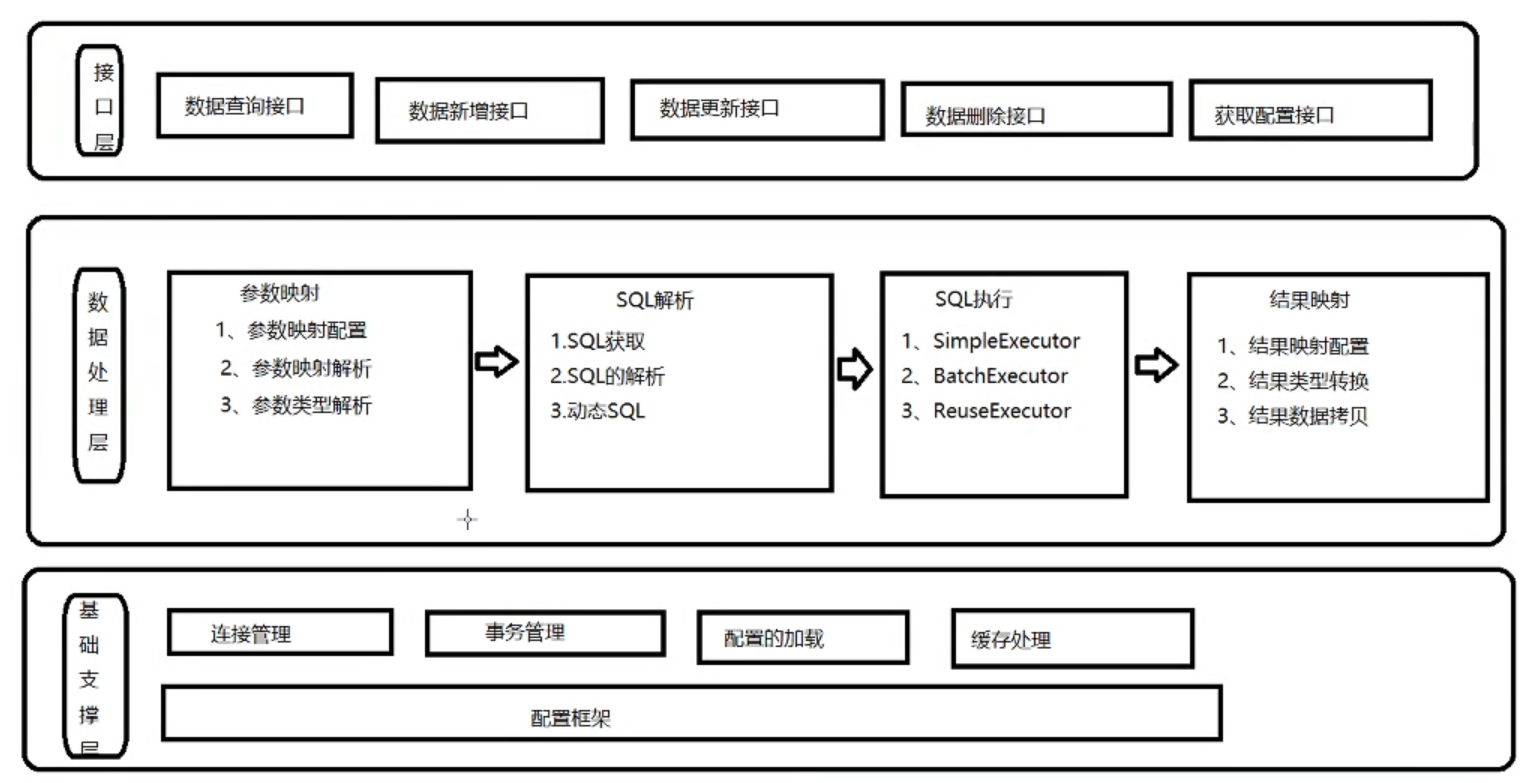 接口层
数据查询接口
数据新增接口
数据更新接口
数据删除接口
获取配置接口
数据处理层
参数映射
1、参数映射配置
2、参数映射解析
3、参数类型解析
SQL解析
1.SQL获取
2.SQL的解析
3.动态SQL
SQL执行
1、SimpleExecutor
2、BatchExecutor
3、ReuseExecutor
结果映射
1、结果映射配置
2、结果类型转换
3、结果数据拷贝
基础支撑层
连接管理
事务管理
配置的加载
缓存处理
配置框架